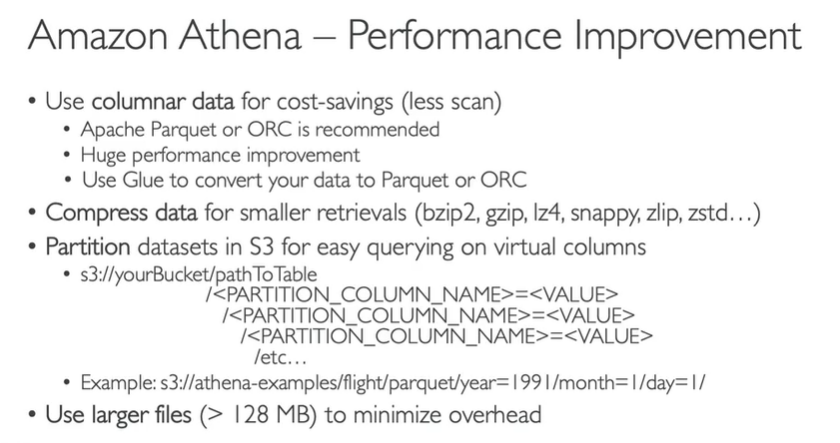 Amazon Athena – Performance Improvement
• Use columnar data for cost-savings (less scan)
• Apache Parquet or ORC is recommended
• Huge performance improvement
• Use Glue to convert your data to Parquet or ORC
• Compress data for smaller retrievals (bzip2, gzip, lz4, snappy, zlip, zstd…)
• Partition datasets in S3 for easy querying on virtual columns
• s3://yourBucket/pathToTable
/<PARTITION_COLUMN_NAME>=<VALUE>
/<PARTITION_COLUMN_NAME>=<VALUE>
/<PARTITION_COLUMN_NAME>=<VALUE>
/etc…
• Example: s3://athena-examples/flight/parquet/year=1991/month=1/day=1/
• Use larger files (> 128 MB) to minimize overhead